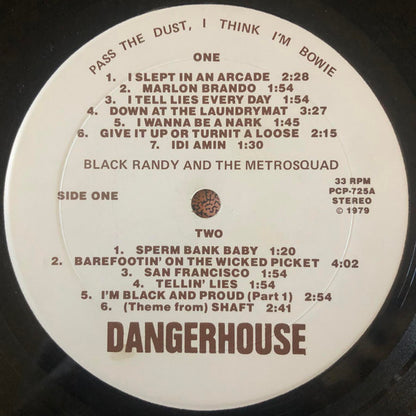 PASS THE DUST, I THINK I'M BOWIE
ONE
1. I SLEPT IN AN ARCADE 2:28
2. MARLON BRANDO 1:54
3. I TELL LIES EVERY DAY 1:54
4. DOWN AT THE LAUNDRYMAT 3:27
5. I WANNA BE A NARK 1:45
6. GIVE IT UP OR TURNIT A LOOSE 2:15
7. IDI AMIN 1:30
BLACK RANDY AND THE METROSQUAD
SIDE ONE
33 RPM
PCP-725A
STEREO
© 1979
TWO
1. SPERM BANK BABY 1:20
2. BAREFOOTIN' ON THE WICKED PICKET 4:02
3. SAN FRANCISCO 1:54
4. TELLIN' LIES 1:54
5. I'M BLACK AND PROUD (Part 1) 2:54
6. (Theme from) SHAFT 2:41
DANGERHOUSE